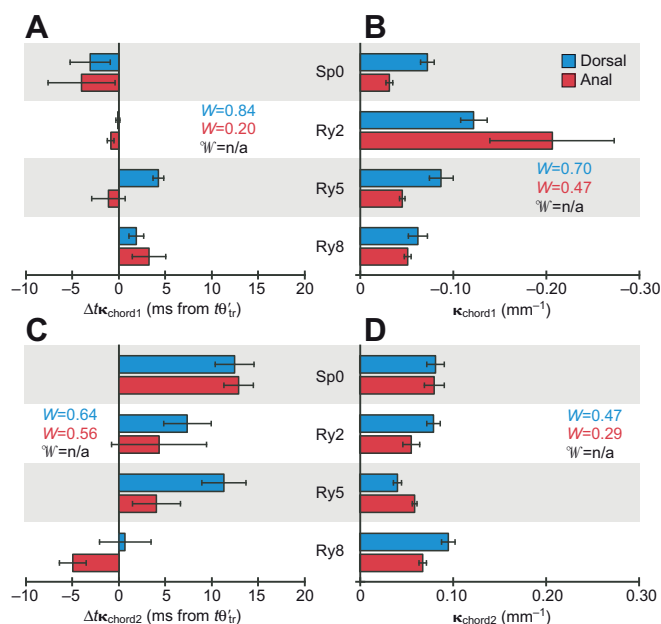 A
B
Sp0
Dorsal
Anal
W=0.84
W=0.20
𝒲=n/a
Ry2
Ry5
W=0.70
W=0.47
𝒲=n/a
Ry8
–10 –5 0 5 10 15 20
0 –0.10 –0.20 –0.30
Δtκchord1 (ms from tθ′tr)
κchord1 (mm⁻¹)
C
D
Sp0
W=0.64
W=0.56
𝒲=n/a
Ry2
W=0.47
W=0.29
𝒲=n/a
Ry5
Ry8
–10 –5 0 5 10 15 20
0 0.10 –0.20 0.30
Δtκchord2 (ms from tθ′tr)
κchord2 (mm⁻¹)